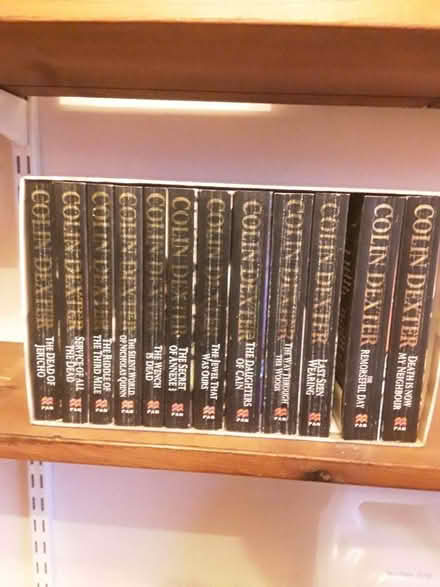 COLIN DEXTER
THE DEAD OF
JERICHO
PAN
COLIN DEXTER
SERVICE OF ALL
THE DEAD
PAN
COLIN DEXTER
THE RIDDLE OF
THE THIRD MILE
PAN
COLIN DEXTER
THE SILENT WORLD
OF NICHOLAS QUINN
PAN
COLIN DEXTER
THE WENCH
IS DEAD
PAN
COLIN DEXTER
THE SECRET
OF ANNEXE 3
PAN
COLIN DEXTER
THE JEWEL THAT
WAS OURS
PAN
COLIN DEXTER
THE DAUGHTERS
OF CAIN
PAN
COLIN DEXTER
THE WAY THROUGH
THE WOODS
PAN
COLIN DEXTER
LAST SEEN
WEARING
PAN
COLIN DEXTER
THE
REMORSEFUL DAY
PAN
COLIN DEXTER
DEATH IS NOW
MY NEIGHBOUR
PAN